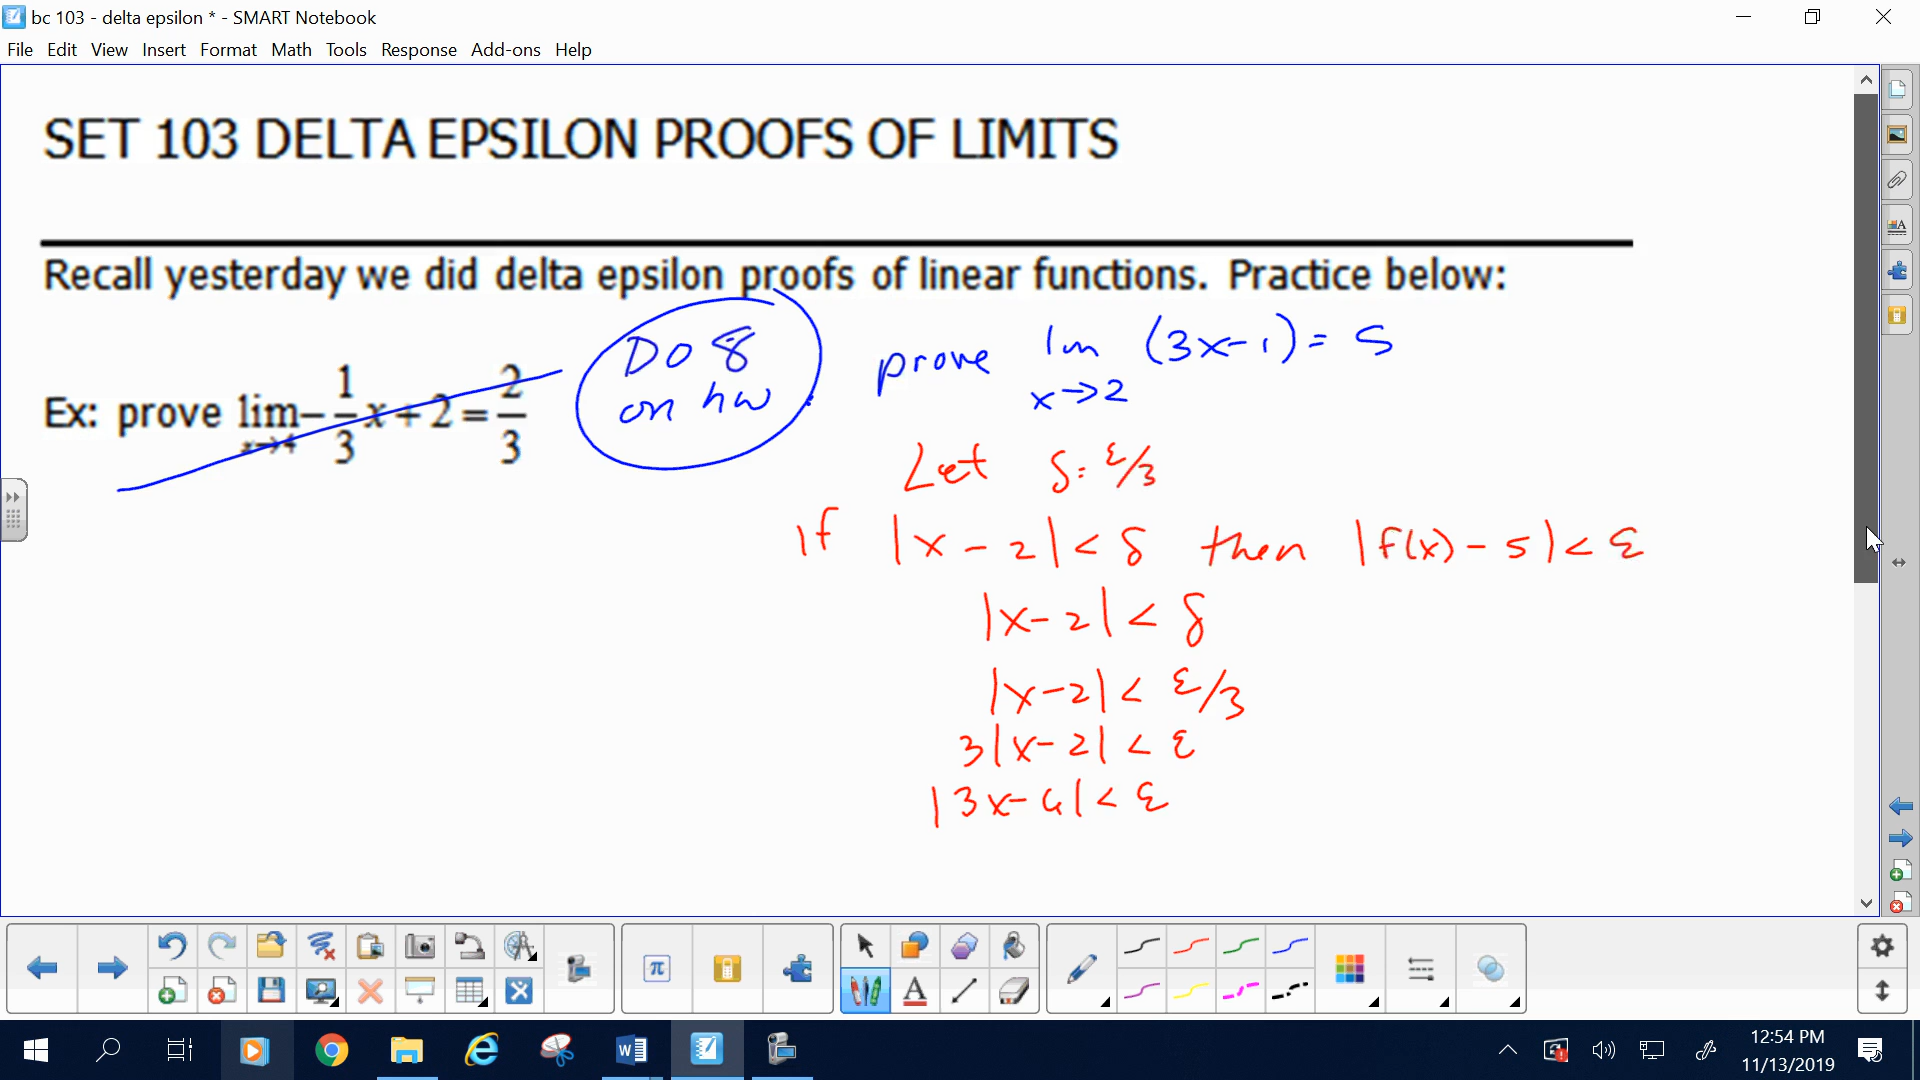 bc 103 - delta epsilon * - SMART Notebook
File Edit View Insert Format Math Tools Response Add-ons Help
SET 103 DELTA EPSILON PROOFS OF LIMITS
Recall yesterday we did delta epsilon proofs of linear functions. Practice below:
Ex: prove lim x→4 -1/3 x + 2 = 2/3
Do 8
on hw
prove lim (3x-1) = 5
x→2
Let δ = ε/3
If |x - 2| < δ then |f(x) - 5| < ε
|x - 2| < δ
|x - 2| < ε/3
3|x - 2| < ε
|3x - 6| < ε
π
A
12:54 PM
11/13/2019